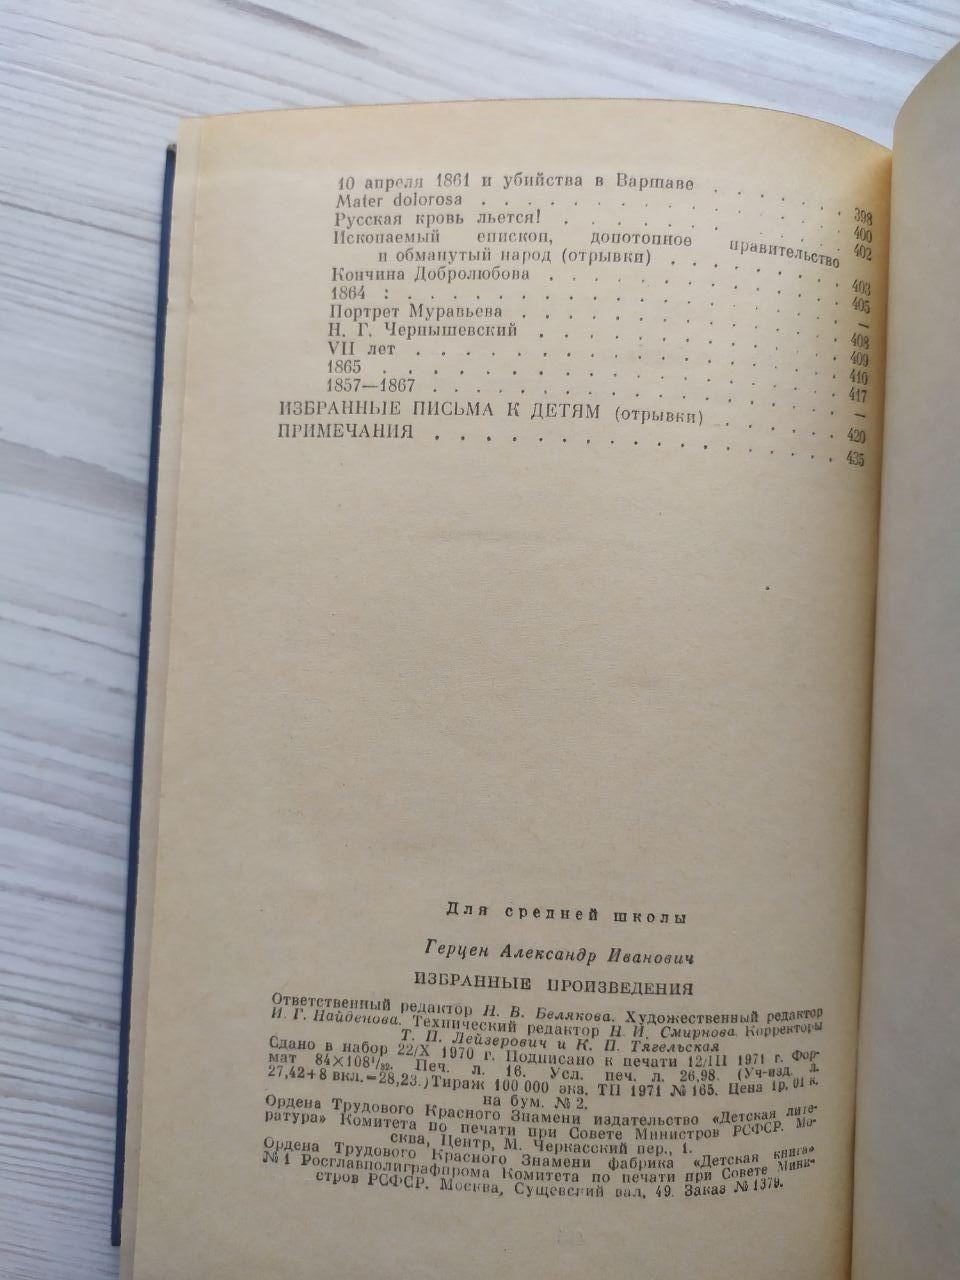 10 апреля 1861 и убийства в Варшаве . . . . . . 398
Mater dolorosa . . . . . . . . . . . . . . . 400
Русская кровь льется! . . . . . . . . . . . . 402
Ископаемый епископ, допотопное правительство
и обманутый народ (отрывки) . . . . . . . . 403
Кончина Добролюбова . . . . . . . . . . . . 405
1864 : . . . . . . . . . . . . . . . . . . —
Портрет Муравьева . . . . . . . . . . . . . 408
Н. Г. Чернышевский . . . . . . . . . . . . . 409
VII лет . . . . . . . . . . . . . . . . . . 410
1865 . . . . . . . . . . . . . . . . . . . 417
1857—1867 . . . . . . . . . . . . . . . . . —
ИЗБРАННЫЕ ПИСЬМА К ДЕТЯМ (отрывки) . . . . . . 420
ПРИМЕЧАНИЯ . . . . . . . . . . . . . . . . 435
Для средней школы
Герцен Александр Иванович
ИЗБРАННЫЕ ПРОИЗВЕДЕНИЯ
Ответственный редактор Н. В. Белякова. Художественный редактор
И. Г. Найденова. Технический редактор Н. И. Смирнова. Корректоры
Т. П. Лейзерович и К. П. Тягельская
Сдано в набор 22/X 1970 г. Подписано к печати 12/III 1971 г. Фор-
мат 84×108¹/₃₂. Печ. л. 16. Усл. печ. л. 26,98. (Уч-изд. л.
27,42+8 вкл.=28,23.) Тираж 100 000 экз. ТП 1971 № 165. Цена 1р. 01 к.
на бум. № 2.
Ордена Трудового Красного Знамени издательство «Детская лите-
ратура» Комитета по печати при Совете Министров РСФСР. Мо-
сква, Центр, М. Черкасский пер., 1.
Ордена Трудового Красного Знамени фабрика «Детская книга»
№ 1 Росглавполиграфпрома Комитета по печати при Совете Мини-
стров РСФСР. Москва, Сущевский вал, 49. Заказ № 1379.